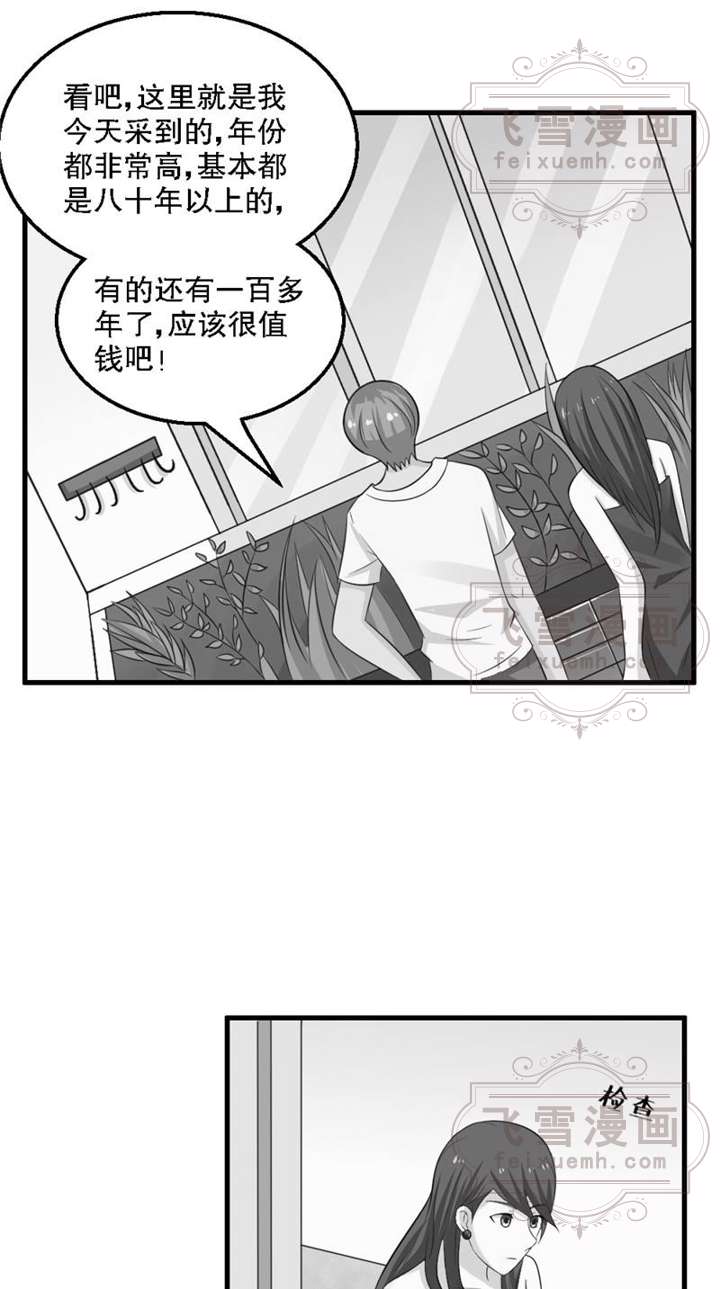 飞雪漫画
feixuemh.com
看吧,这里就是我
今天采到的,年份
都非常高,基本都
是八十年以上的,
有的还有一百多
年了,应该很值
钱吧!
飞雪漫画
feixuemh.com
检查
飞雪漫画
feixuemh.com